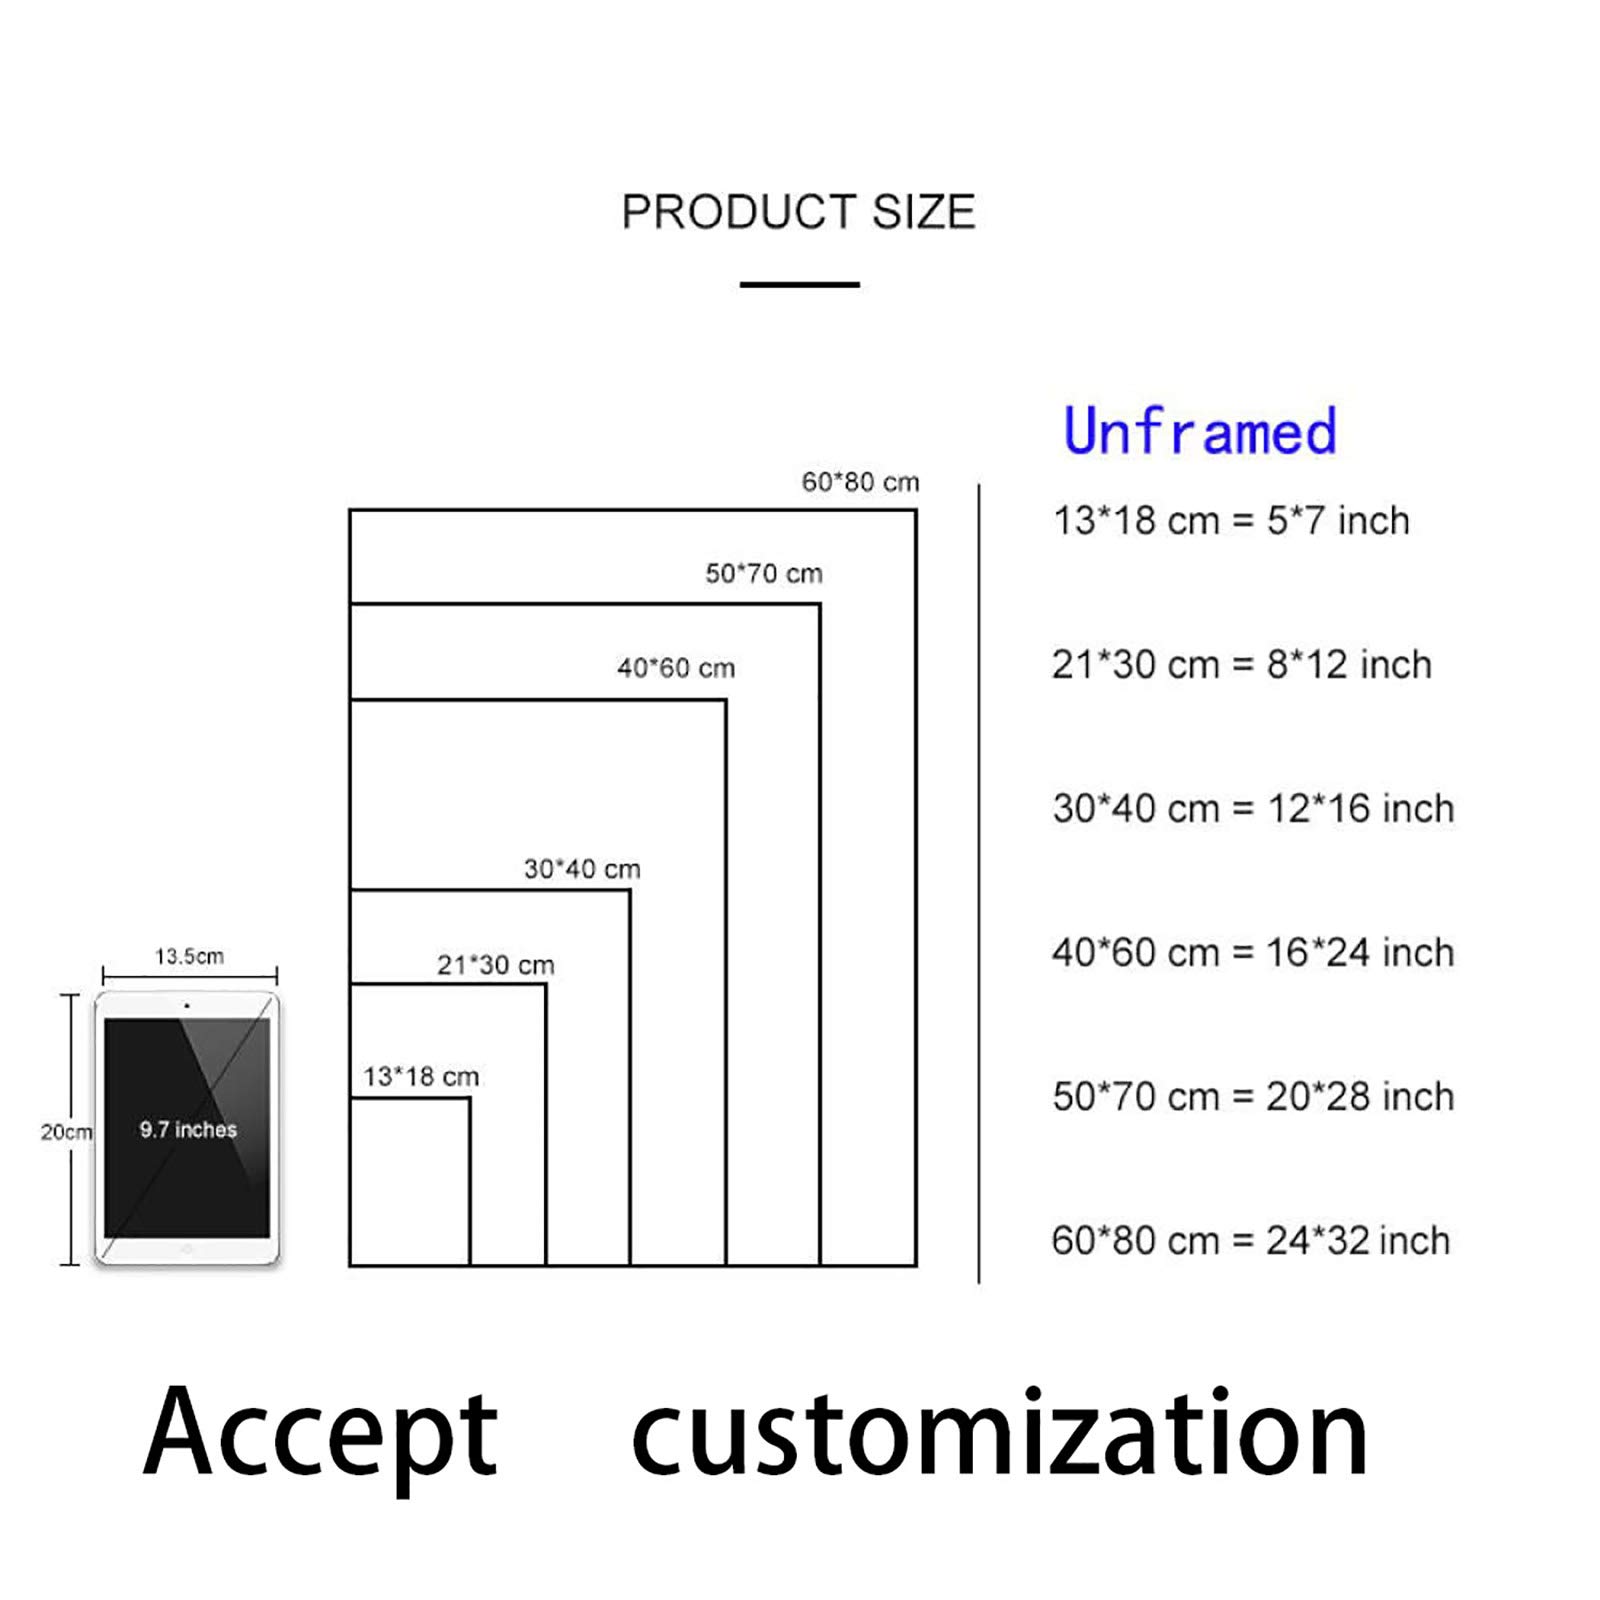 PRODUCT SIZE
Unframed
60*80 cm
13*18 cm = 5*7 inch
50*70 cm
40*60 cm
21*30 cm = 8*12 inch
30*40 cm = 12*16 inch
30*40 cm
40*60 cm = 16*24 inch
13.5cm
21*30 cm
13*18 cm
50*70 cm = 20*28 inch
20cm
9.7 inches
60*80 cm = 24*32 inch
Accept customization